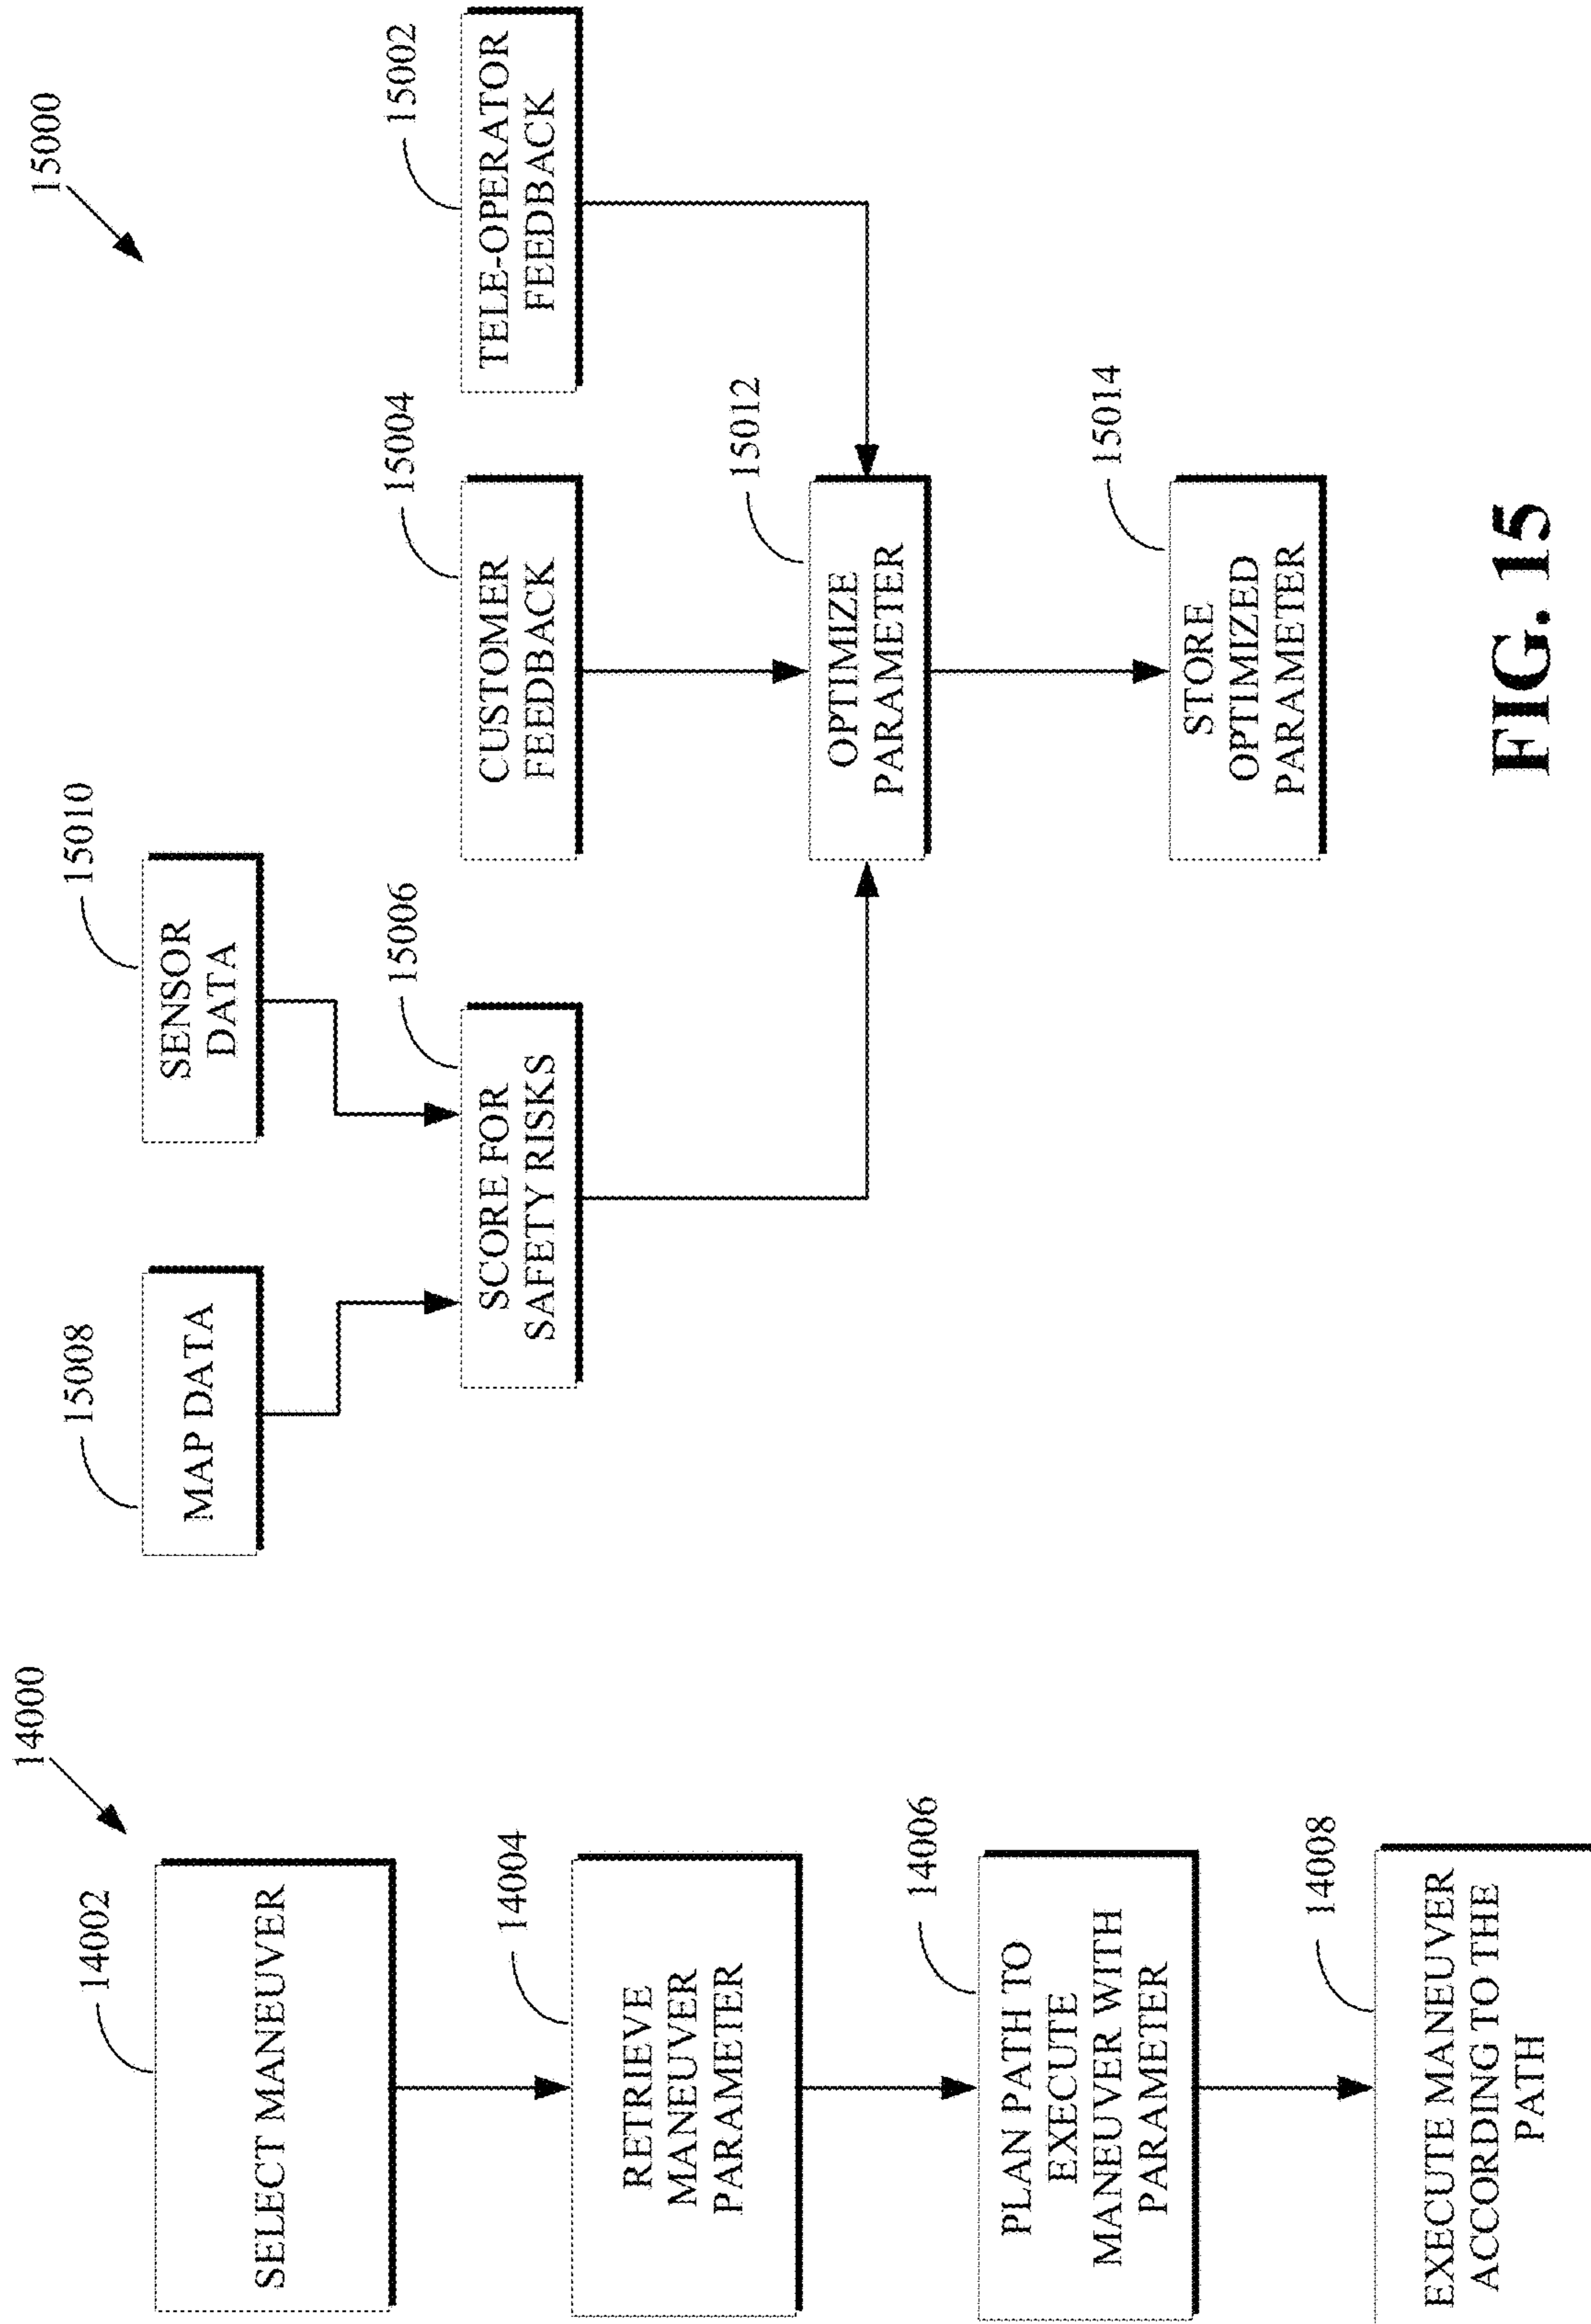 14000
14002
SELECT MANEUVER
14004
RETRIEVE
MANEUVER
PARAMETER
14006
PLAN PATH TO
EXECUTE
MANEUVER WITH
PARAMETER
14008
EXECUTE MANEUVER
ACCORDING TO THE
PATH
15000
15008
MAP DATA
15010
SENSOR
DATA
15006
SCORE FOR
SAFETY RISKS
15004
CUSTOMER
FEEDBACK
15002
TELE-OPERATOR
FEEDBACK
15012
OPTIMIZE
PARAMETER
15014
STORE
OPTIMIZED
PARAMETER
FIG. 15